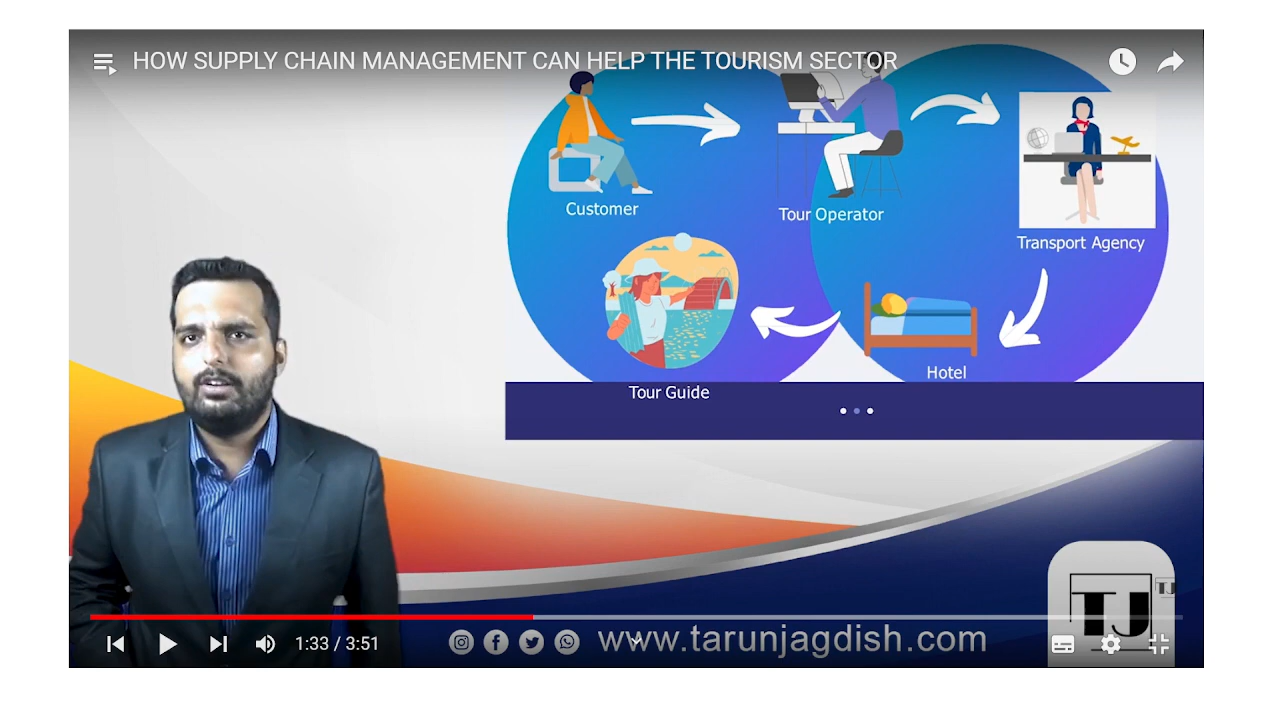 HOW SUPPLY CHAIN MANAGEMENT CAN HELP THE TOURISM SECTOR
Customer
Tour Operator
Transport Agency
Hotel
Tour Guide
TJ
TJ
1:33 / 3:51
www.tarunjagdish.com